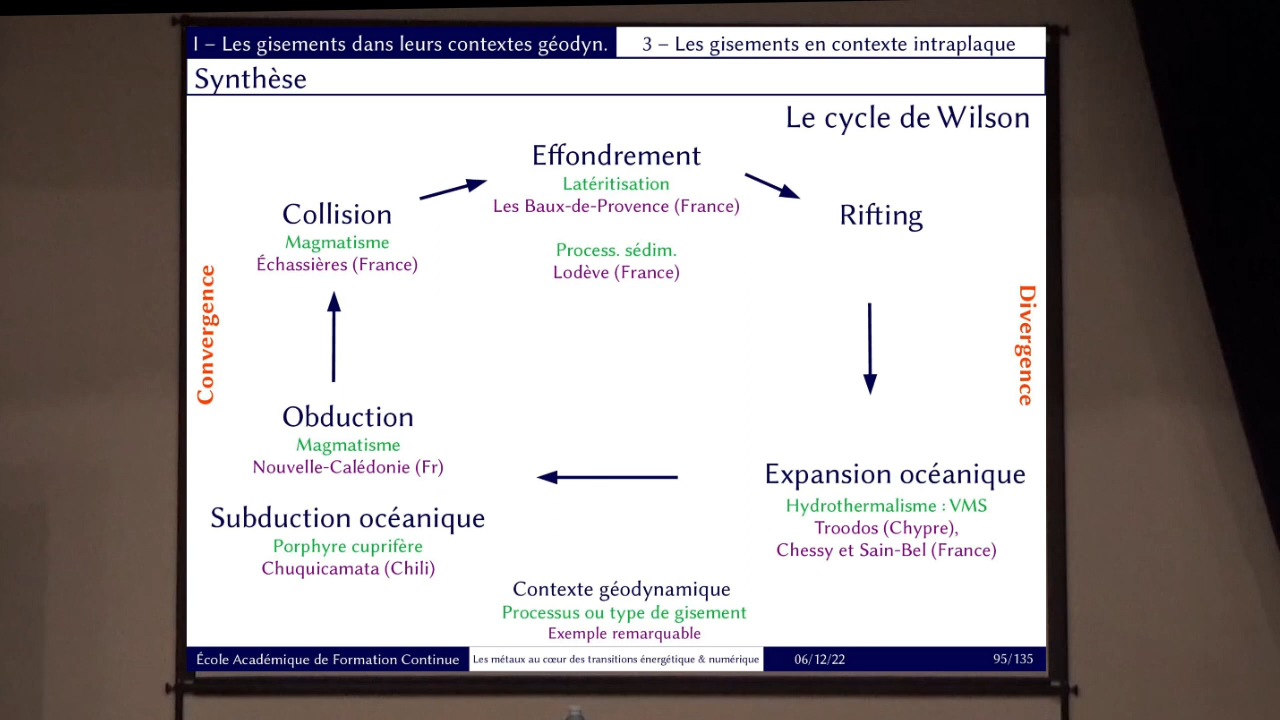 I – Les gisements dans leurs contextes géodyn.
3 – Les gisements en contexte intraplaque
Synthèse
Le cycle de Wilson
Effondrement
Latéritisation
Les Baux-de-Provence (France)
Process. sédim.
Lodève (France)
Rifting
Collision
Magmatisme
Échassières (France)
Convergence
Divergence
Obduction
Magmatisme
Nouvelle-Calédonie (Fr)
Subduction océanique
Porphyre cuprifère
Chuquicamata (Chili)
Expansion océanique
Hydrothermalisme : VMS
Troodos (Chypre),
Chessy et Sain-Bel (France)
Contexte géodynamique
Processus ou type de gisement
Exemple remarquable
École Académique de Formation Continue
Les métaux au cœur des transitions énergétique & numérique
06/12/22
95/135